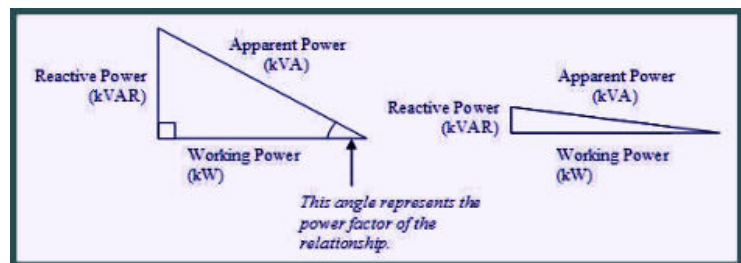 Apparent Power
(kVA)
Reactive Power
(kVAR)
Working Power
(kW)
This angle represents the
power factor of the
relationship.
Apparent Power
(kVA)
Reactive Power
(kVAR)
Working Power
(kW)